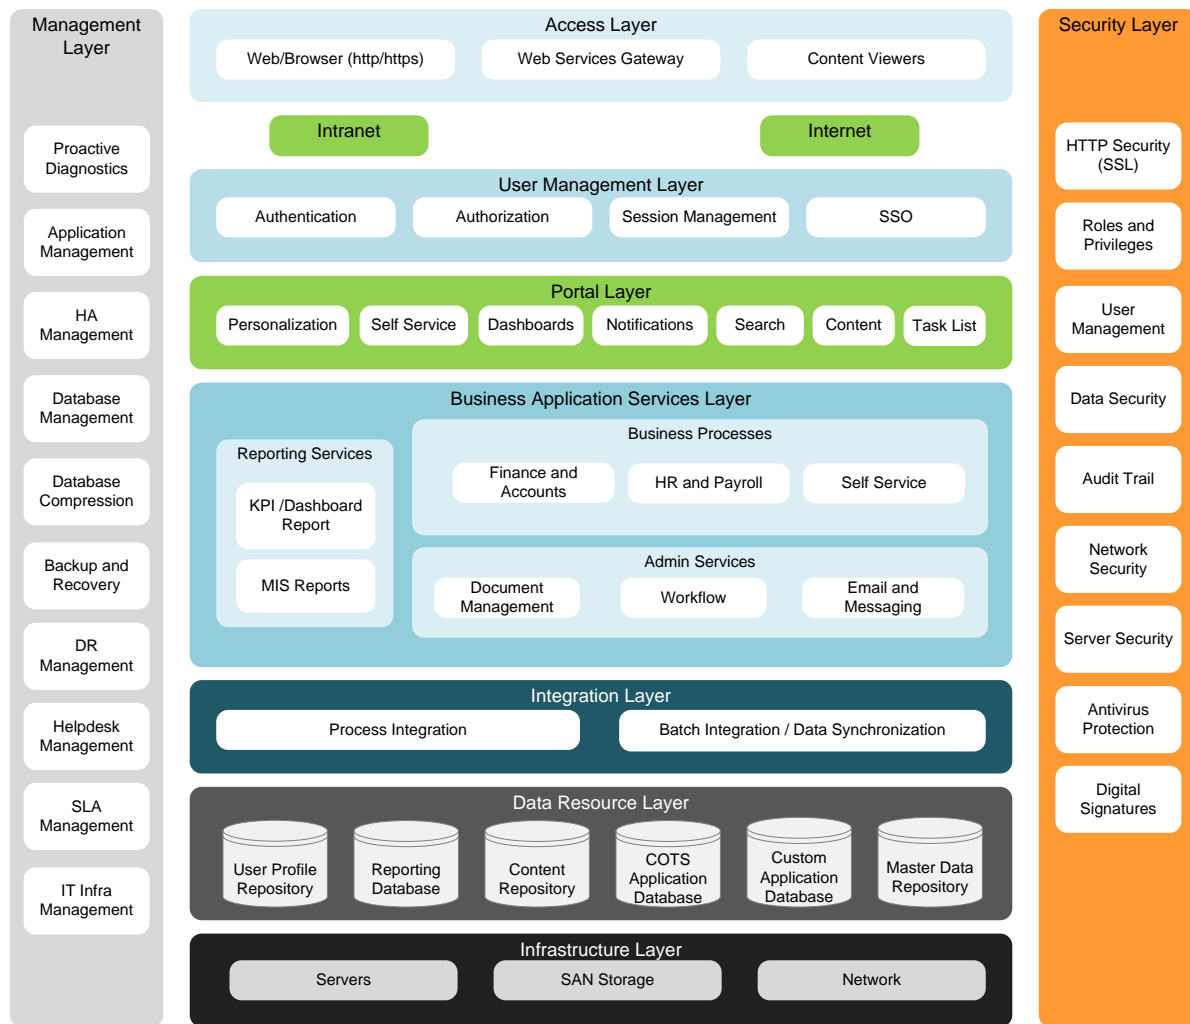 Management
Layer
Proactive
Diagnostics
Application
Management
HA
Management
Database
Management
Database
Compression
Backup and
Recovery
DR
Management
Helpdesk
Management
SLA
Management
IT Infra
Management
Access Layer
Web/Browser (http/https)
Web Services Gateway
Content Viewers
Intranet
Internet
User Management Layer
Authentication
Authorization
Session Management
SSO
Portal Layer
Personalization
Self Service
Dashboards
Notifications
Search
Content
Task List
Business Application Services Layer
Reporting Services
KPI /Dashboard
Report
MIS Reports
Business Processes
Finance and
Accounts
HR and Payroll
Self Service
Admin Services
Document
Management
Workflow
Email and
Messaging
Integration Layer
Process Integration
Batch Integration / Data Synchronization
Data Resource Layer
User Profile
Repository
Reporting
Database
Content
Repository
COTS
Application
Database
Custom
Application
Database
Master Data
Repository
Infrastructure Layer
Servers
SAN Storage
Network
Security Layer
HTTP Security
(SSL)
Roles and
Privileges
User
Management
Data Security
Audit Trail
Network
Security
Server Security
Antivirus
Protection
Digital
Signatures